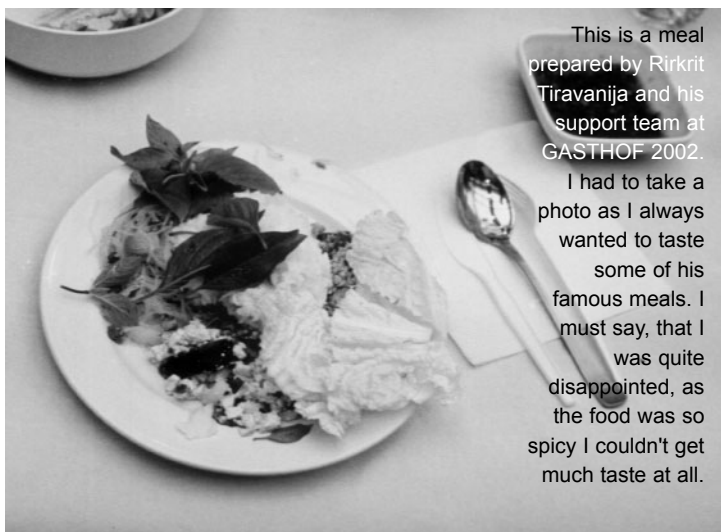 This is a meal
prepared by Rirkrit
Tiravanija and his
support team at
GASTHOF 2002.
I had to take a
photo as I always
wanted to taste
some of his
famous meals. I
must say, that I
was quite
disappointed, as
the food was so
spicy I couldn't get
much taste at all.